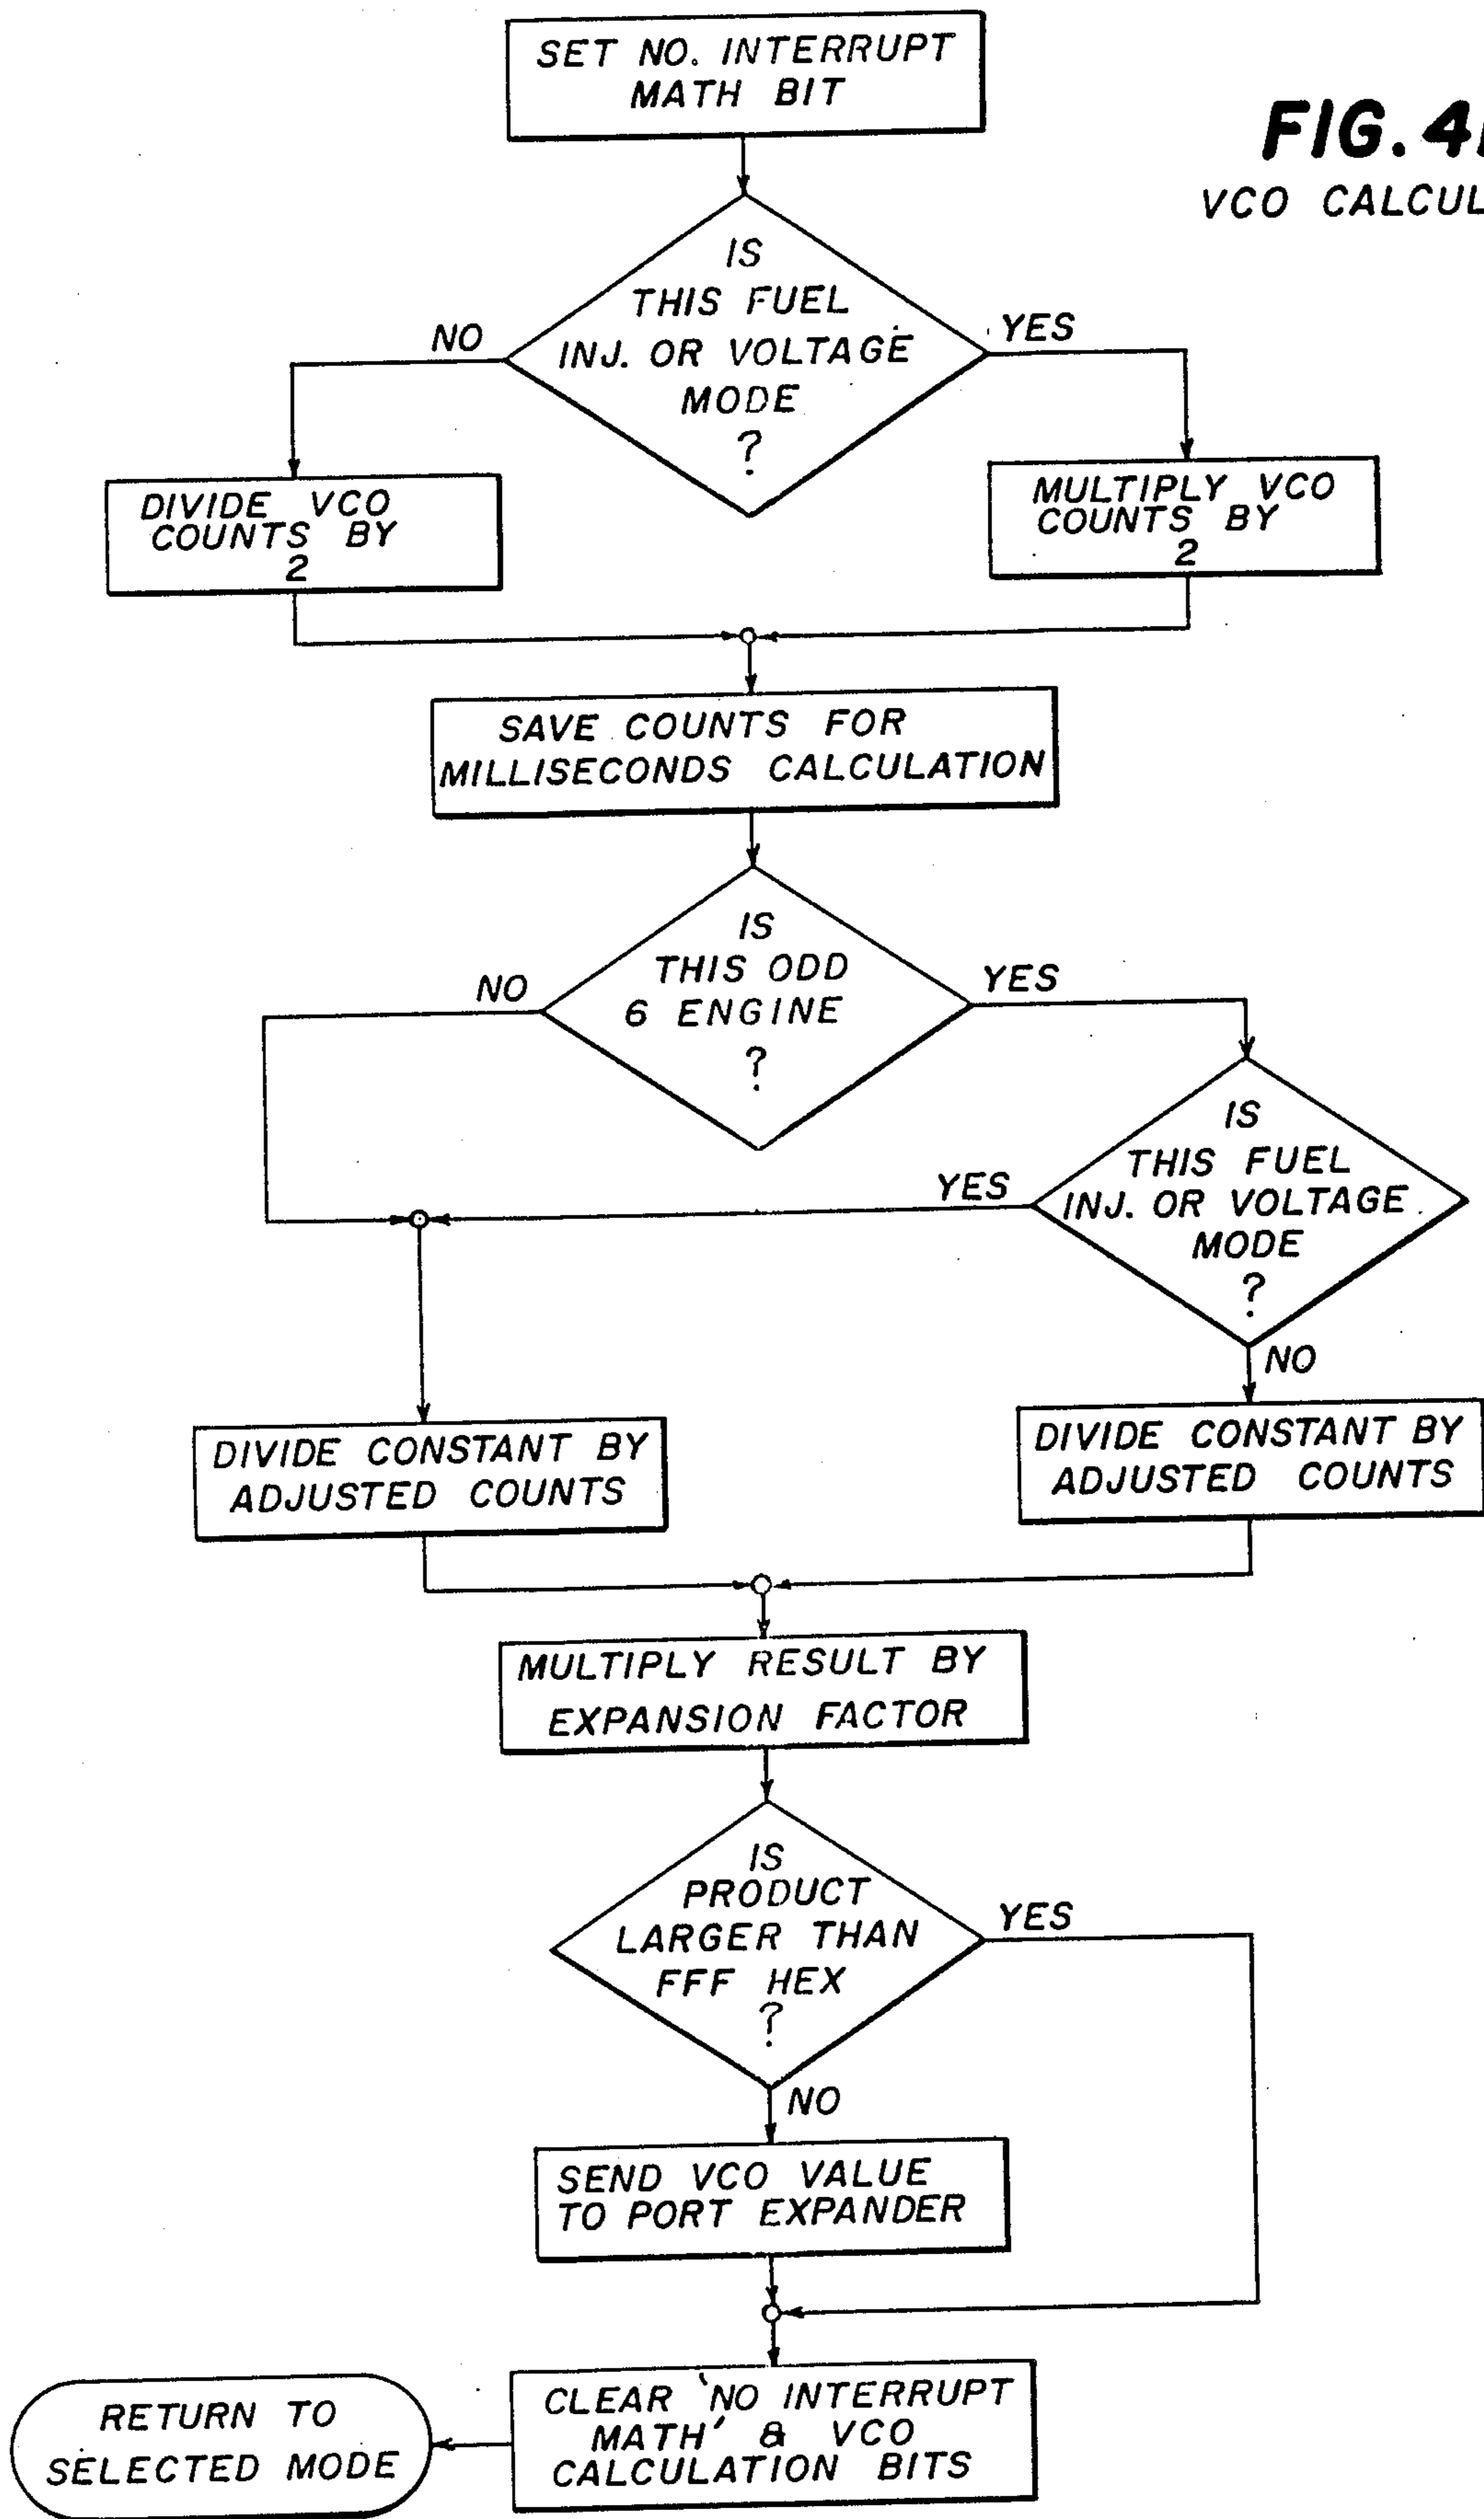 SET NO. INTERRUPT
MATH BIT
FIG. 4
VCO CALCUL
IS
THIS FUEL
INJ. OR VOLTAGE
MODE
?
NO
YES
DIVIDE VCO
COUNTS BY
2
MULTIPLY VCO
COUNTS BY
2
SAVE COUNTS FOR
MILLISECONDS CALCULATION
IS
THIS ODD
6 ENGINE
?
NO
YES
IS
THIS FUEL
INJ. OR VOLTAGE
MODE
?
YES
NO
DIVIDE CONSTANT BY
ADJUSTED COUNTS
DIVIDE CONSTANT BY
ADJUSTED COUNTS
MULTIPLY RESULT BY
EXPANSION FACTOR
IS
PRODUCT
LARGER THAN
FFF HEX
?
YES
NO
SEND VCO VALUE
TO PORT EXPANDER
CLEAR 'NO INTERRUPT
MATH' & VCO
CALCULATION BITS
RETURN TO
SELECTED MODE